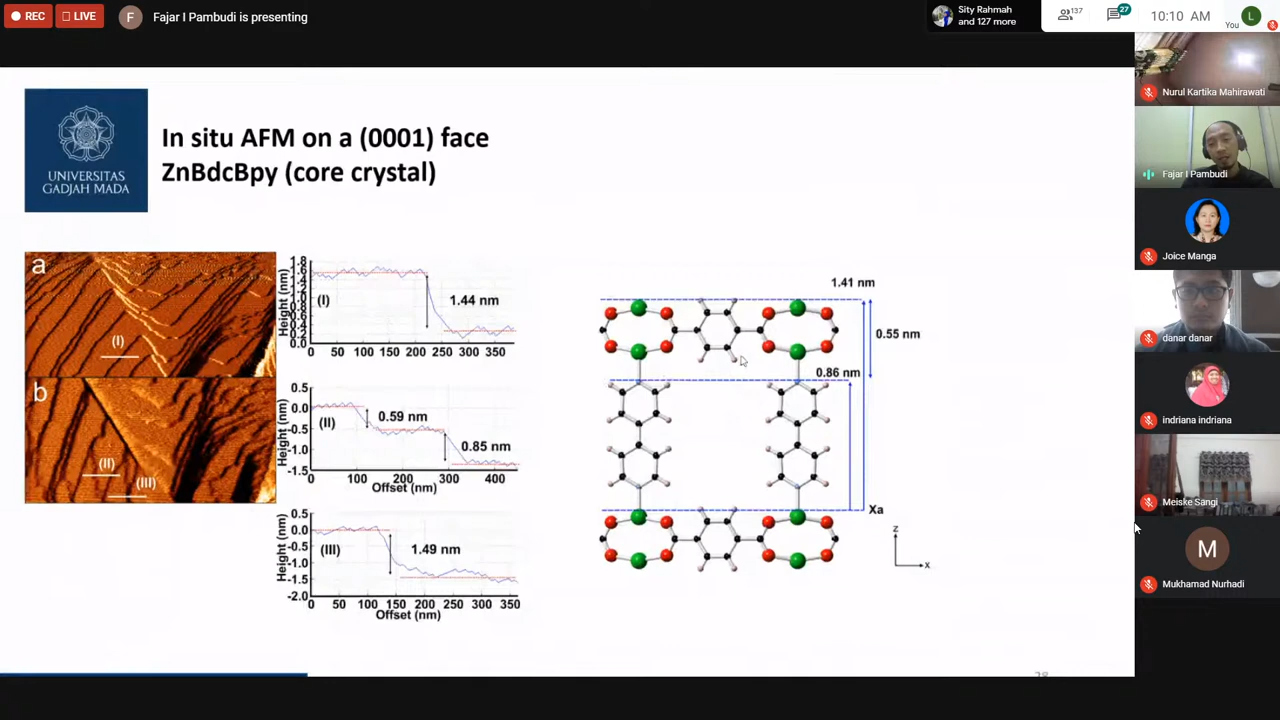 REC
LIVE
F
Fajar I Pambudi is presenting
Sity Rahmah
and 127 more
137
27
10:10 AM
You
L
UNIVERSITAS
GADJAH MADA
In situ AFM on a (0001) face
ZnBdcBpy (core crystal)
a
(I)
b
(II)
(III)
Height (nm)
1.8
1.6
1.4
1.2
1.0
0.8
0.6
0.4
0.2
0.0
(I)
1.44 nm
0 50 100 150 200 250 300 350
Height (nm)
0.5
0.0
-0.5
-1.0
-1.5
(II)
0.59 nm
0.85 nm
0 100 200 300 400
Offset (nm)
Height (nm)
0.5
0.0
-0.5
-1.0
-1.5
-2.0
(III)
1.49 nm
0 50 100 150 200 250 300 350
Offset (nm)
1.41 nm
0.55 nm
0.86 nm
Xa
z
x
Nurul Kartika Mahirawati
Fajar I Pambudi
Joice Manga
danar danar
indriana indriana
Meiske Sangi
M
Mukhamad Nurhadi